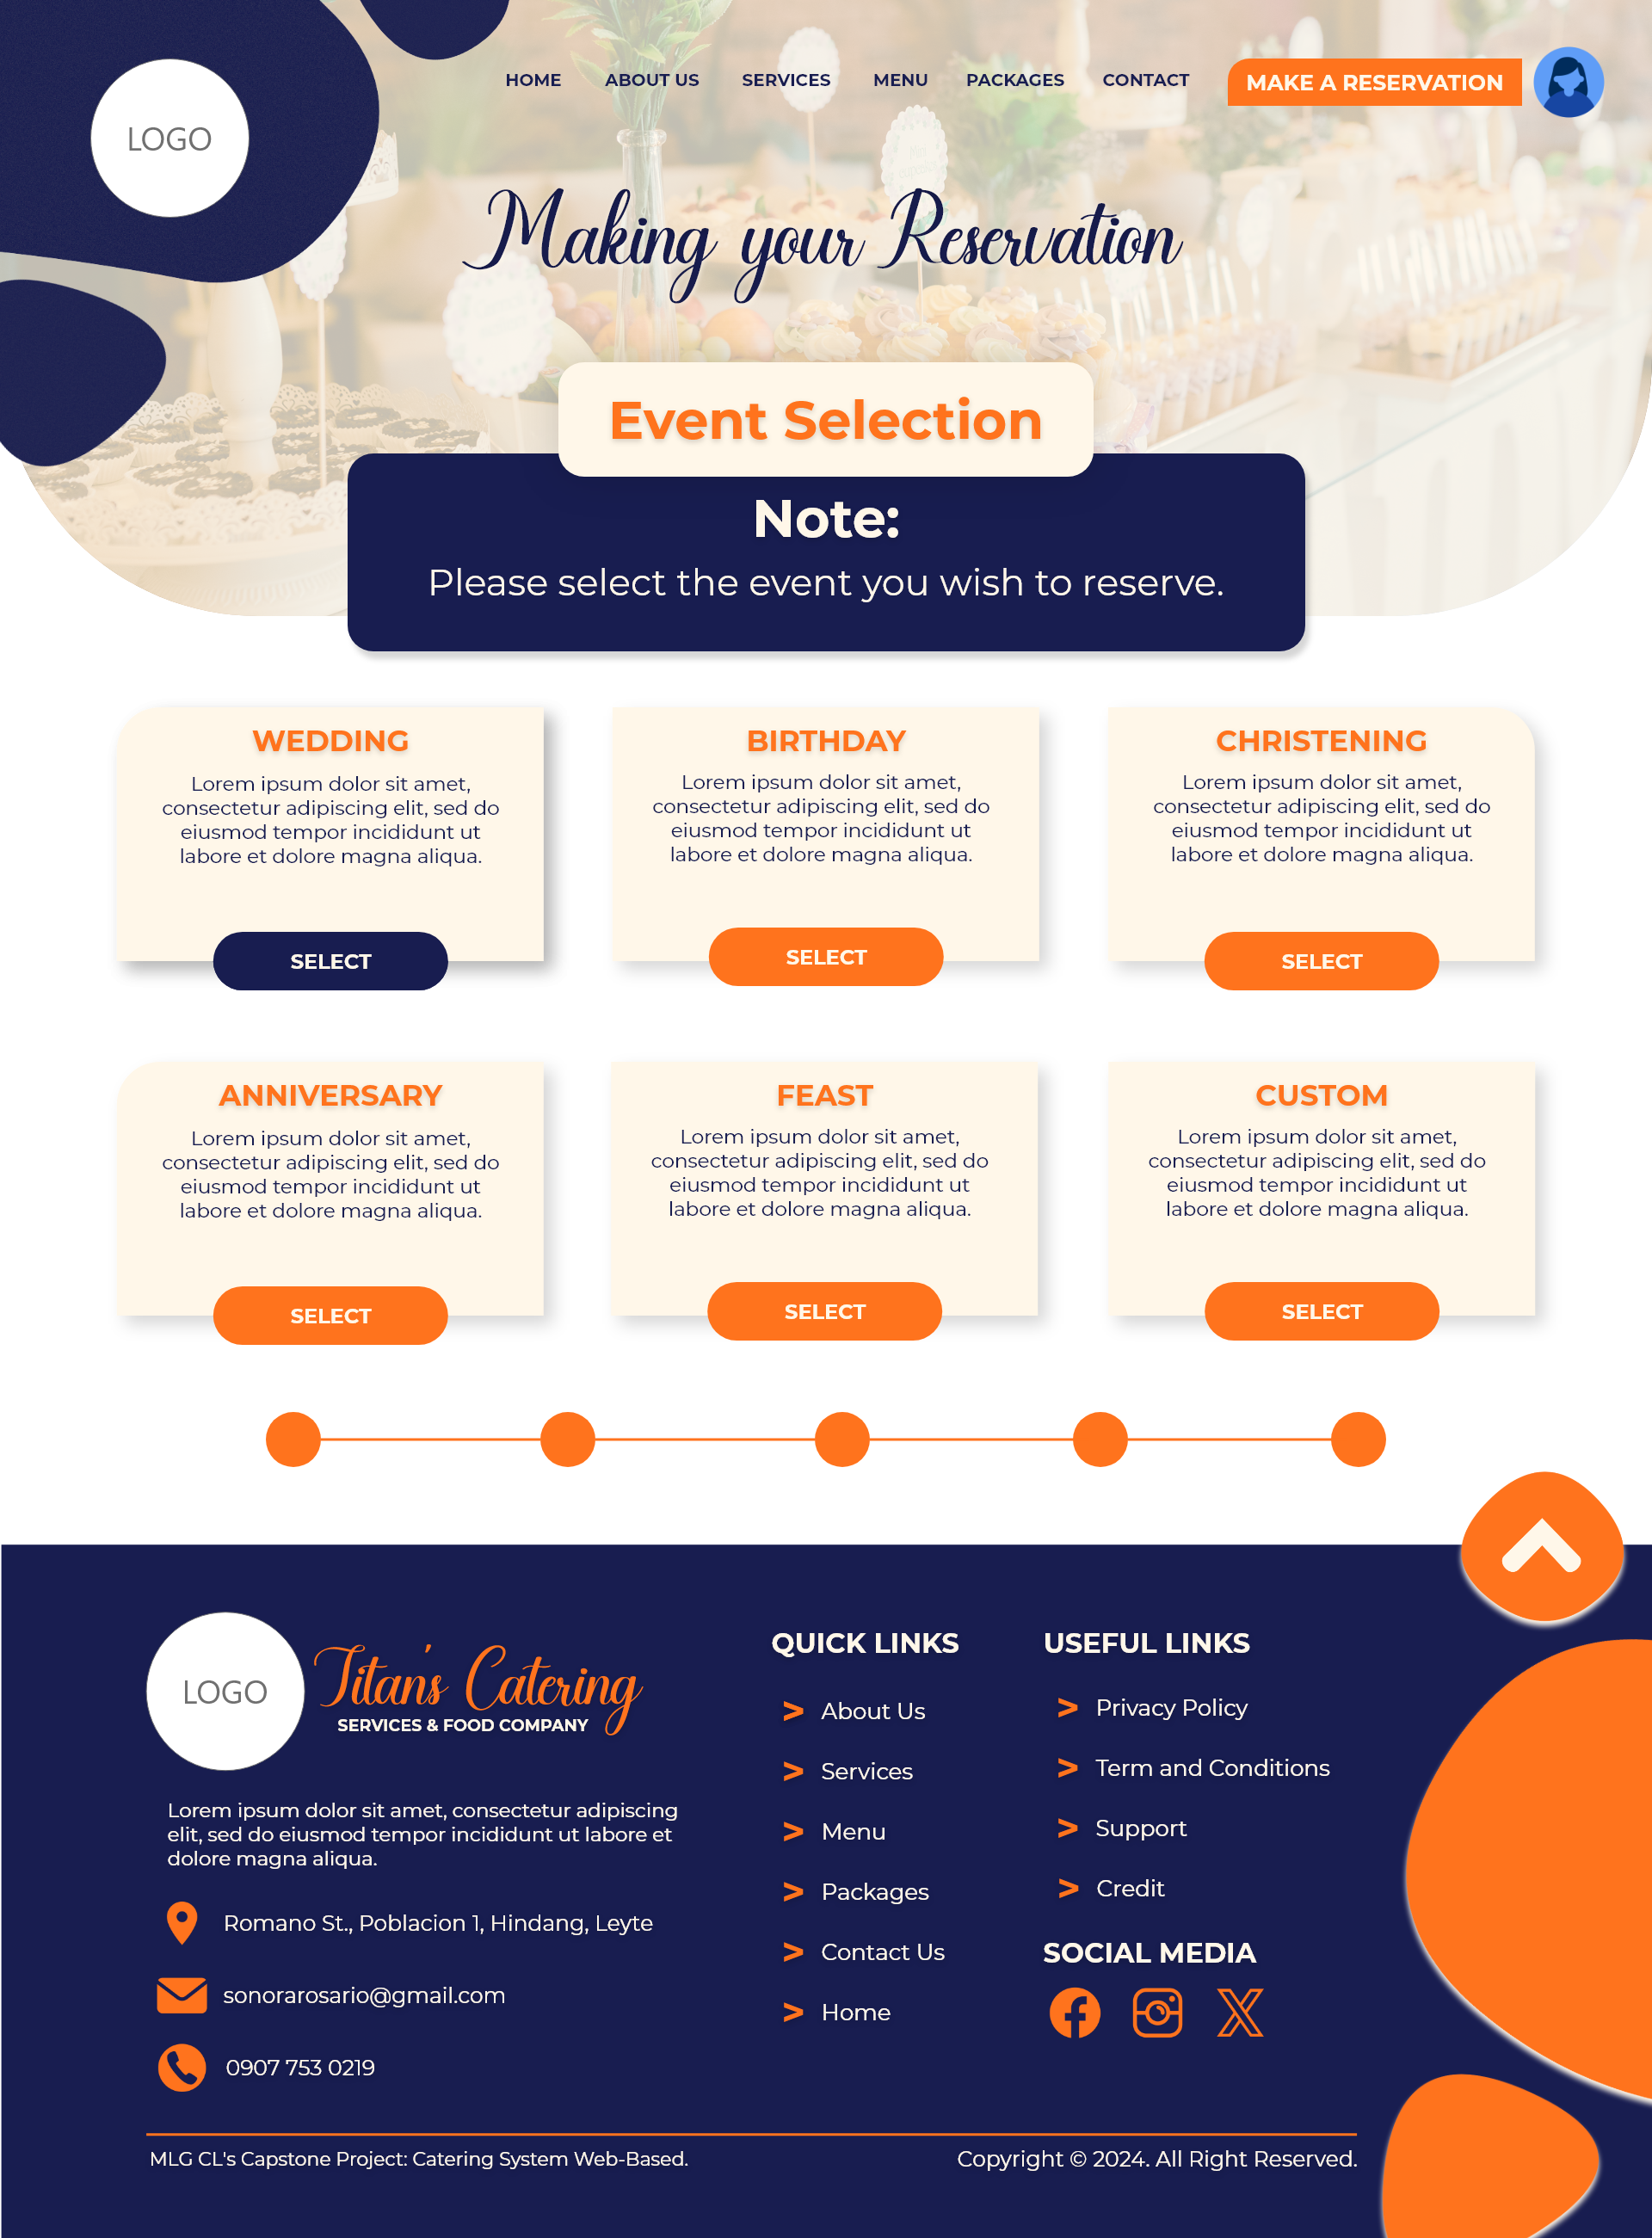 LOGO
HOME
ABOUT US
SERVICES
MENU
PACKAGES
CONTACT
MAKE A RESERVATION
Making your Reservation
Event Selection
Note:
Please select the event you wish to reserve.
WEDDING
Lorem ipsum dolor sit amet,
consectetur adipiscing elit, sed do
eiusmod tempor incididunt ut
labore et dolore magna aliqua.
SELECT
BIRTHDAY
Lorem ipsum dolor sit amet,
consectetur adipiscing elit, sed do
eiusmod tempor incididunt ut
labore et dolore magna aliqua.
SELECT
CHRISTENING
Lorem ipsum dolor sit amet,
consectetur adipiscing elit, sed do
eiusmod tempor incididunt ut
labore et dolore magna aliqua.
SELECT
ANNIVERSARY
Lorem ipsum dolor sit amet,
consectetur adipiscing elit, sed do
eiusmod tempor incididunt ut
labore et dolore magna aliqua.
SELECT
FEAST
Lorem ipsum dolor sit amet,
consectetur adipiscing elit, sed do
eiusmod tempor incididunt ut
labore et dolore magna aliqua.
SELECT
CUSTOM
Lorem ipsum dolor sit amet,
consectetur adipiscing elit, sed do
eiusmod tempor incididunt ut
labore et dolore magna aliqua.
SELECT
LOGO
Titan's Catering
SERVICES & FOOD COMPANY
Lorem ipsum dolor sit amet, consectetur adipiscing
elit, sed do eiusmod tempor incididunt ut labore et
dolore magna aliqua.
Romano St., Poblacion 1, Hindang, Leyte
sonorarosario@gmail.com
0907 753 0219
QUICK LINKS
> About Us
> Services
> Menu
> Packages
> Contact Us
> Home
USEFUL LINKS
> Privacy Policy
> Term and Conditions
> Support
> Credit
SOCIAL MEDIA
MLG CL's Capstone Project: Catering System Web-Based.
Copyright © 2024. All Right Reserved.